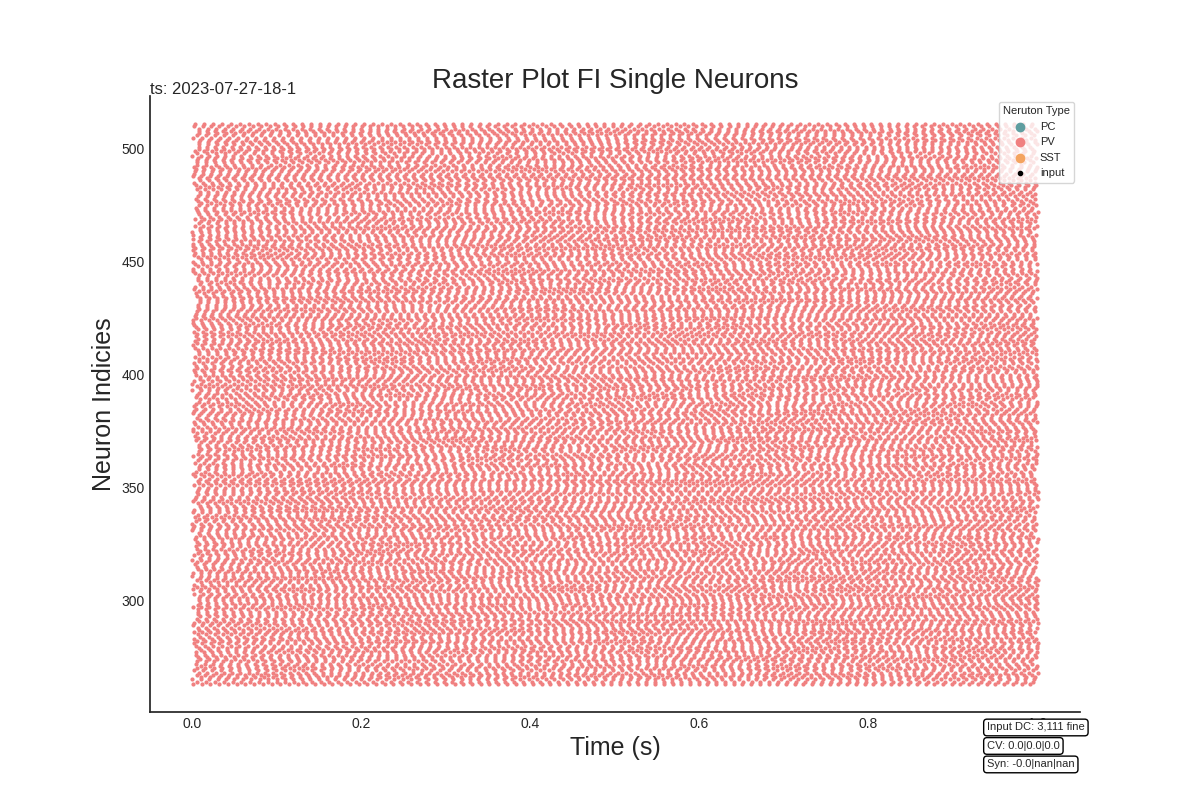 Raster Plot FI Single Neurons
ts: 2023-07-27-18-1
Neruton Type
PC
PV
SST
input
500
450
400
350
300
Neuron Indicies
0.0
0.2
0.4
0.6
0.8
Time (s)
Input DC: 3,111 fine
CV: 0.0|0.0|0.0
Syn: -0.0|nan|nan